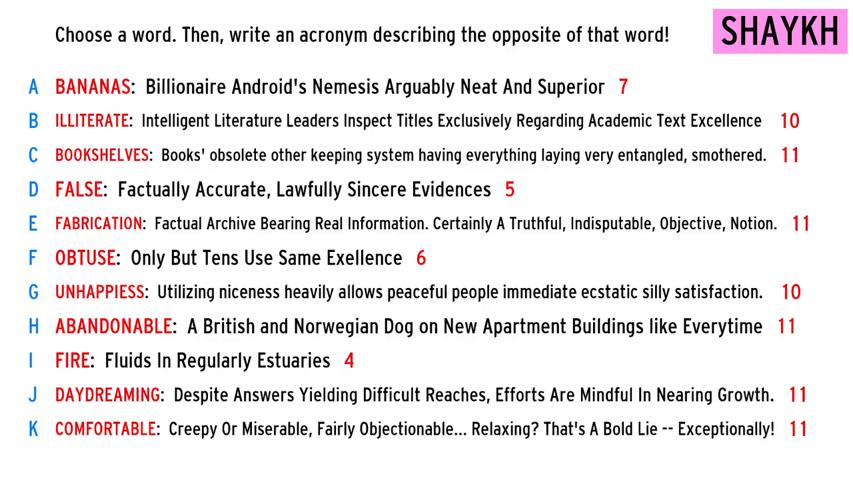 Choose a word. Then, write an acronym describing the opposite of that word!
SHAYKH
A BANANAS: Billionaire Android's Nemesis Arguably Neat And Superior 7
B ILLITERATE: Intelligent Literature Leaders Inspect Titles Exclusively Regarding Academic Text Excellence 10
C BOOKSHELVES: Books' obsolete other keeping system having everything laying very entangled, smothered. 11
D FALSE: Factually Accurate, Lawfully Sincere Evidences 5
E FABRICATION: Factual Archive Bearing Real Information. Certainly A Truthful, Indisputable, Objective, Notion. 11
F OBTUSE: Only But Tens Use Same Exellence 6
G UNHAPPIESS: Utilizing niceness heavily allows peaceful people immediate ecstatic silly satisfaction. 10
H ABANDONABLE: A British and Norwegian Dog on New Apartment Buildings like Everytime 11
I FIRE: Fluids In Regularly Estuaries 4
J DAYDREAMING: Despite Answers Yielding Difficult Reaches, Efforts Are Mindful In Nearing Growth. 11
K COMFORTABLE: Creepy Or Miserable, Fairly Objectionable... Relaxing? That's A Bold Lie -- Exceptionally! 11